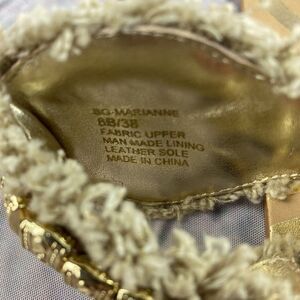 BG-MARIANNE
8B/38
FABRIC UPPER
MAN MADE LINING
LEATHER SOLE
MADE IN CHINA